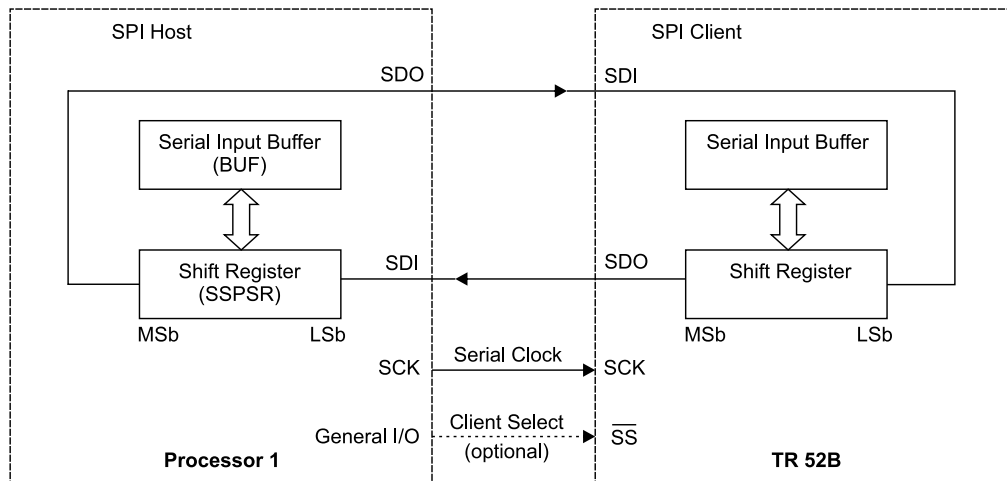 SPI Host
SPI Client
SDO
SDI
Serial Input Buffer
(BUF)
Serial Input Buffer
SDI
SDO
Shift Register
(SSPSR)
Shift Register
MSb
LSb
MSb
LSb
SCK
Serial Clock
SCK
General I/O
Client Select
(optional)
SS
Processor 1
TR 52B